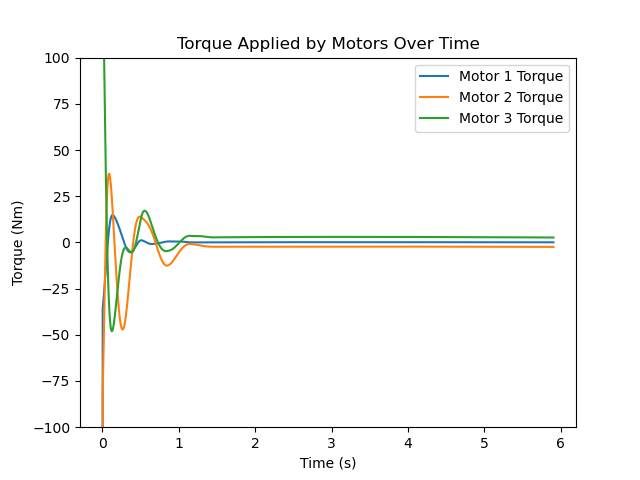 Torque Applied by Motors Over Time
Motor 1 Torque
Motor 2 Torque
Motor 3 Torque
Torque (Nm)
100
75
50
25
0
−25
−50
−75
−100
0 1 2 3 4 5 6
Time (s)